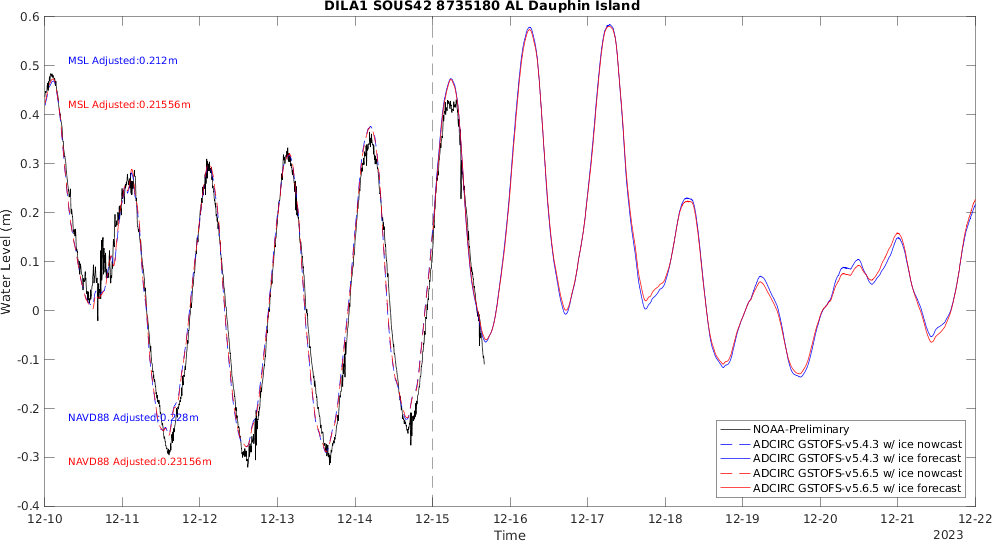 DILA1 SOUS42 8735180 AL Dauphin Island
0.6
0.5
0.4
0.3
0.2
0.1
0
-0.1
-0.2
-0.3
-0.4
Water Level (m)
MSL Adjusted:0.212m
MSL Adjusted:0.21556m
NAVD88 Adjusted:0.228m
NAVD88 Adjusted:0.23156m
NOAA-Preliminary
ADCIRC GSTOFS-v5.4.3 w/ ice nowcast
ADCIRC GSTOFS-v5.4.3 w/ ice forecast
ADCIRC GSTOFS-v5.6.5 w/ ice nowcast
ADCIRC GSTOFS-v5.6.5 w/ ice forecast
12-10 12-11 12-12 12-13 12-14 12-15 12-16 12-17 12-18 12-19 12-20 12-21 12-22
Time
2023